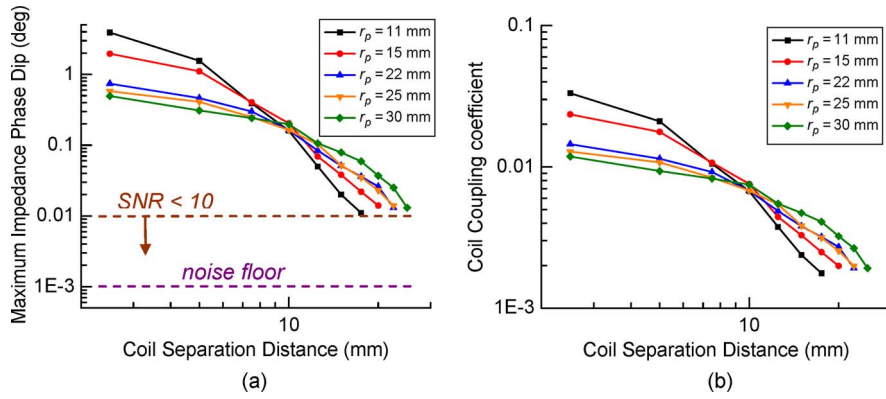 Maximum Impedance Phase Dip (deg)
1
0.1
0.01
1E-3
r_p = 11 mm
r_p = 15 mm
r_p = 22 mm
r_p = 25 mm
r_p = 30 mm
SNR < 10
noise floor
10
Coil Separation Distance (mm)
(a)
Coil Coupling coefficient
0.1
0.01
1E-3
r_p = 11 mm
r_p = 15 mm
r_p = 22 mm
r_p = 25 mm
r_p = 30 mm
10
Coil Separation Distance (mm)
(b)